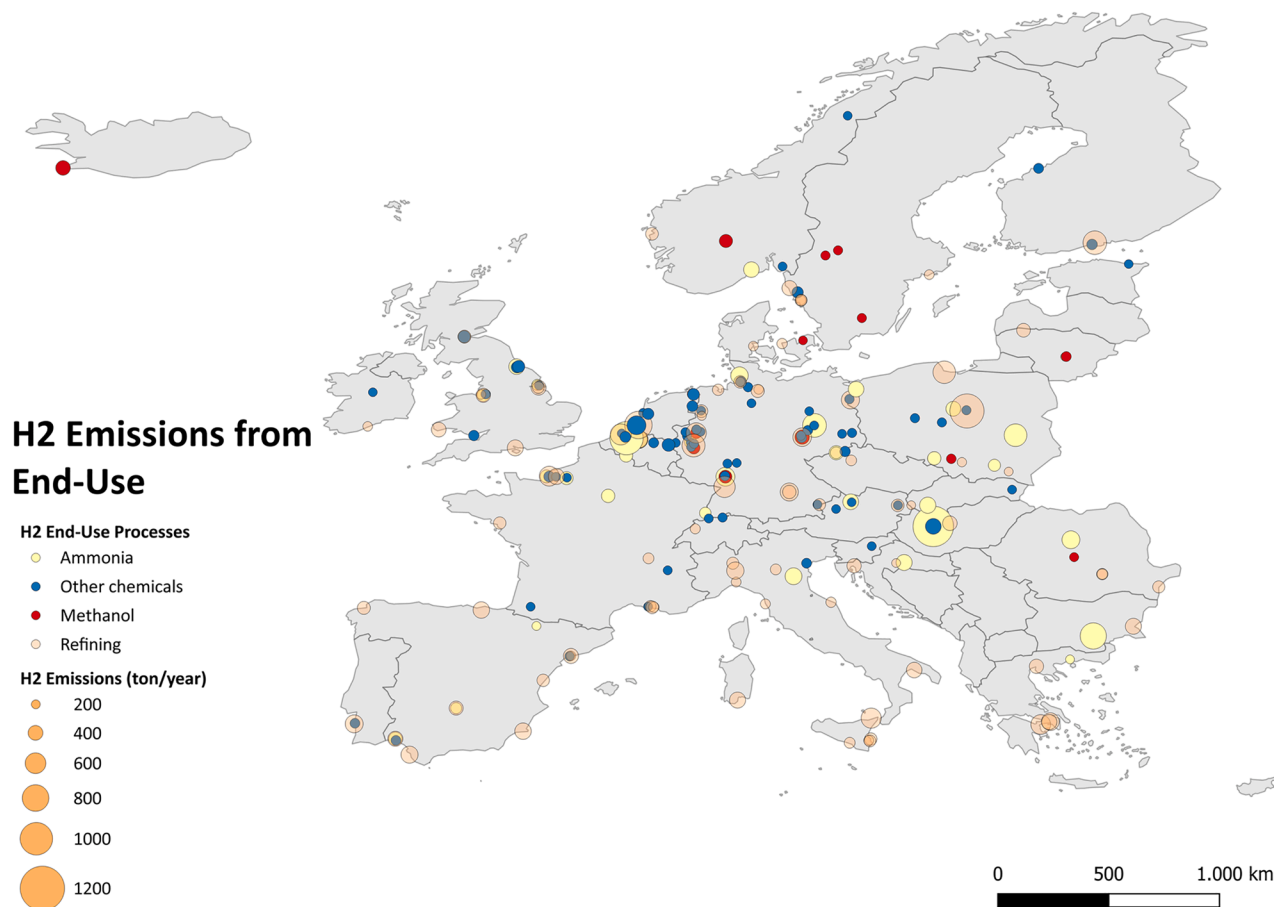 H2 Emissions from
End-Use
H2 End-Use Processes
Ammonia
Other chemicals
Methanol
Refining
H2 Emissions (ton/year)
200
400
600
800
1000
1200
0 500 1.000 km